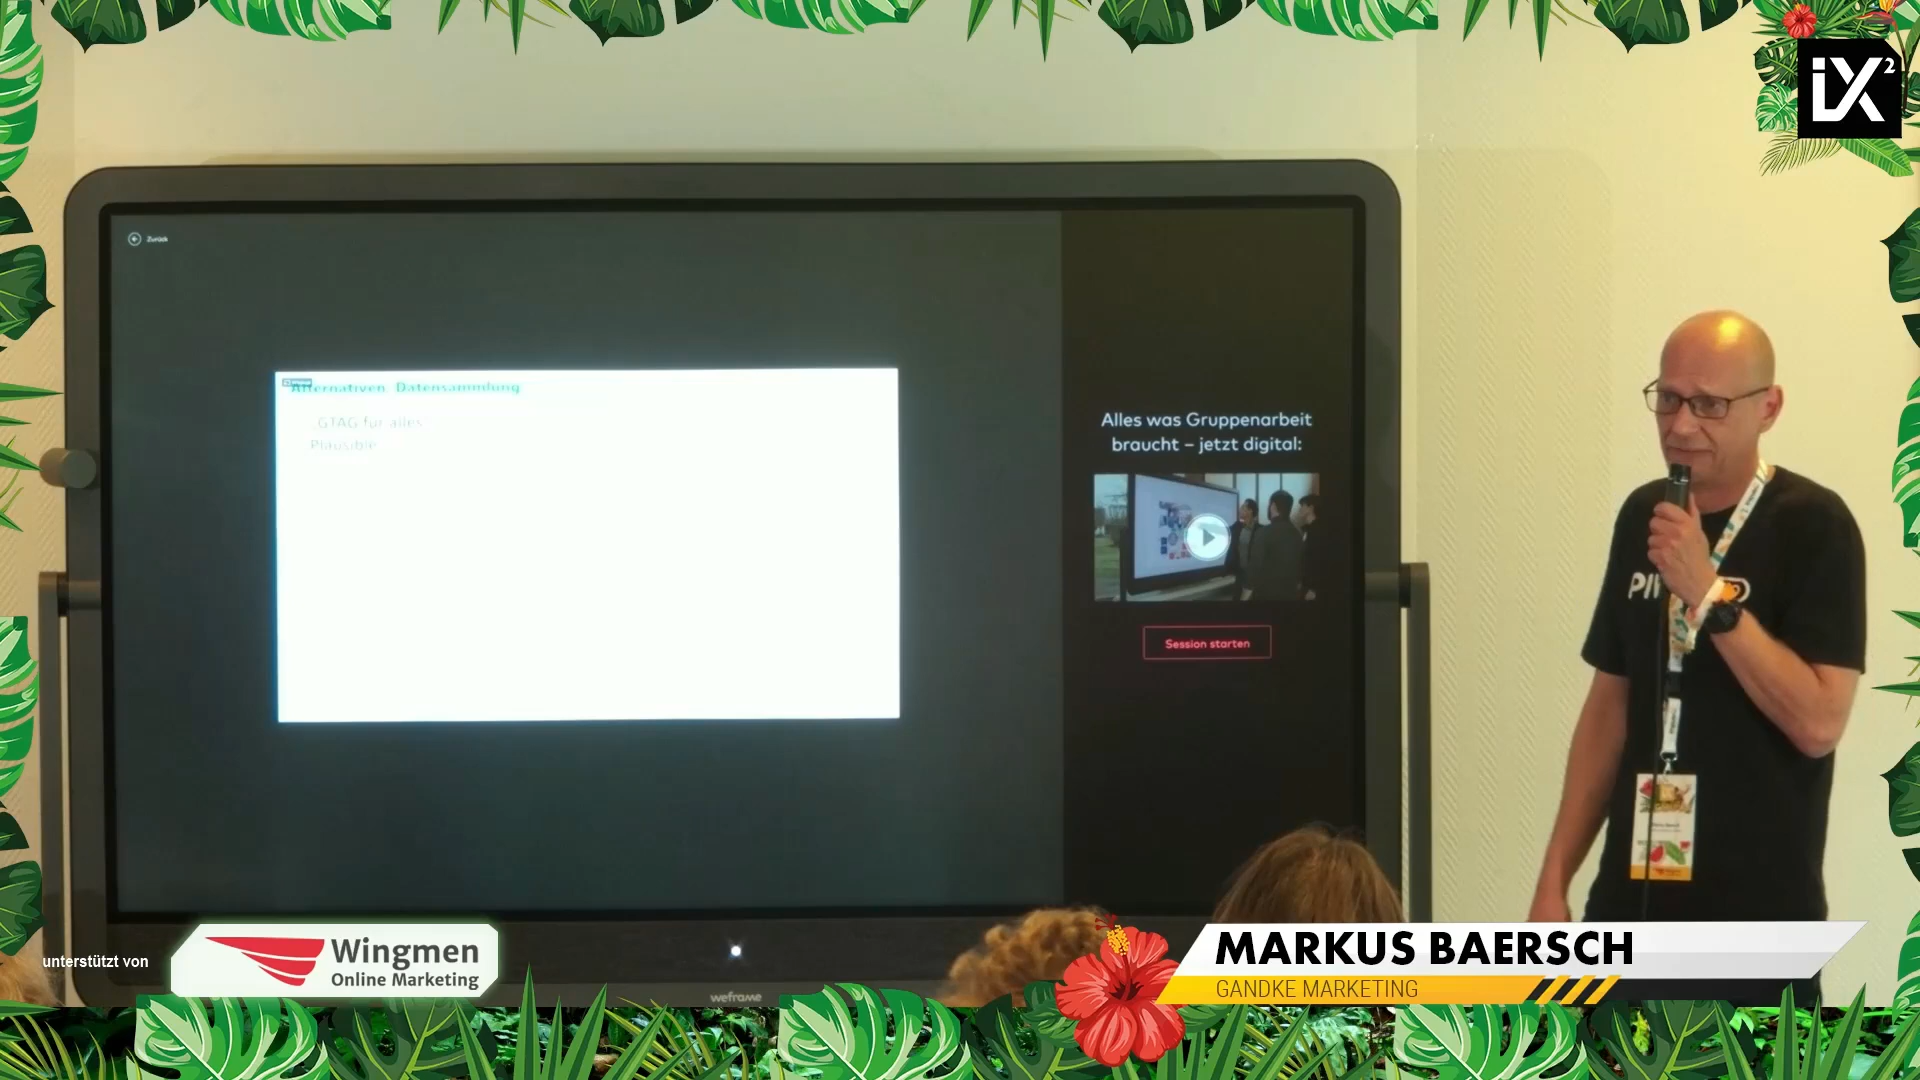 iX²
Zurück
Alternativen: Datensammlung
„GTAG für alles“
Plausible
Alles was Gruppenarbeit
braucht – jetzt digital:
Session starten
unterstützt von
Wingmen
Online Marketing
weframe
MARKUS BAERSCH
GANDKE MARKETING